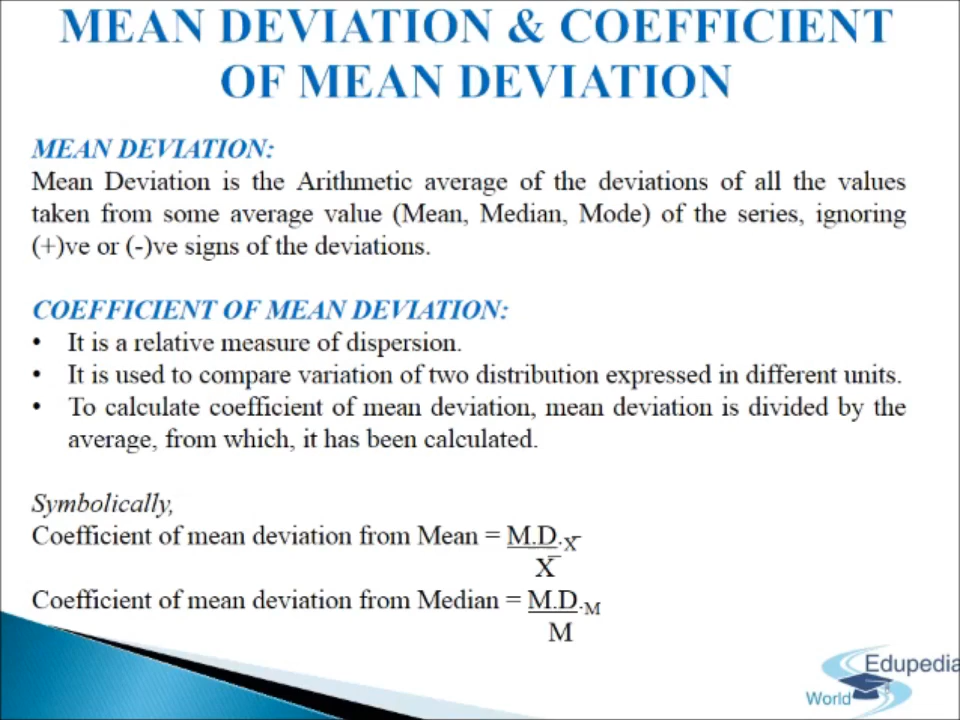 MEAN DEVIATION & COEFFICIENT
OF MEAN DEVIATION
MEAN DEVIATION:
Mean Deviation is the Arithmetic average of the deviations of all the values
taken from some average value (Mean, Median, Mode) of the series, ignoring
(+)ve or (-)ve signs of the deviations.
COEFFICIENT OF MEAN DEVIATION:
• It is a relative measure of dispersion.
• It is used to compare variation of two distribution expressed in different units.
• To calculate coefficient of mean deviation, mean deviation is divided by the
average, from which, it has been calculated.
Symbolically,
Coefficient of mean deviation from Mean = M.D.X̅
X̅
Coefficient of mean deviation from Median = M.D.M
M
Edupedia
World